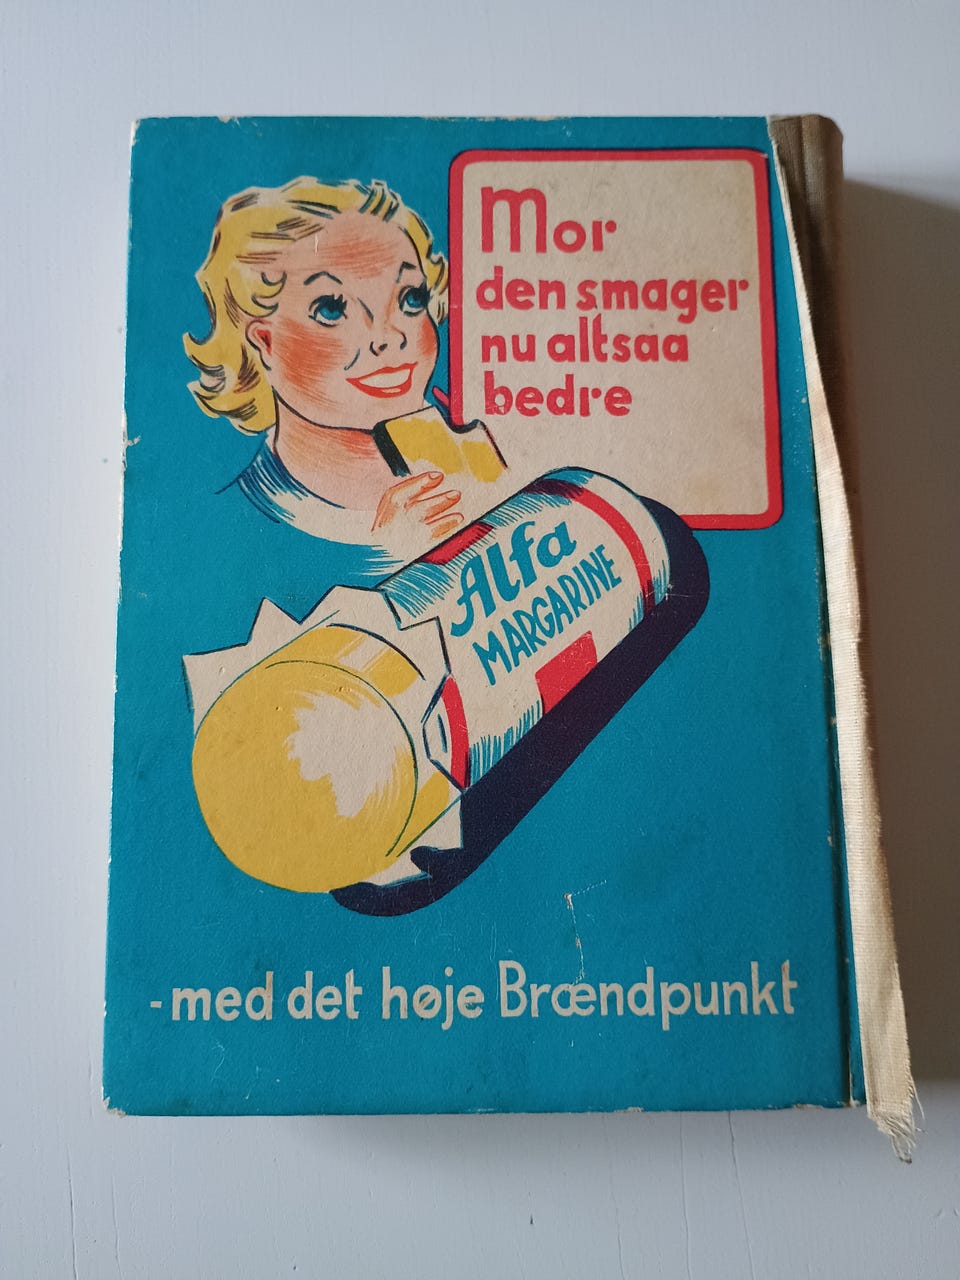 Mor
den smager
nu altsaa
bedre
Alfa
MARGARINE
- med det høje Brændpunkt